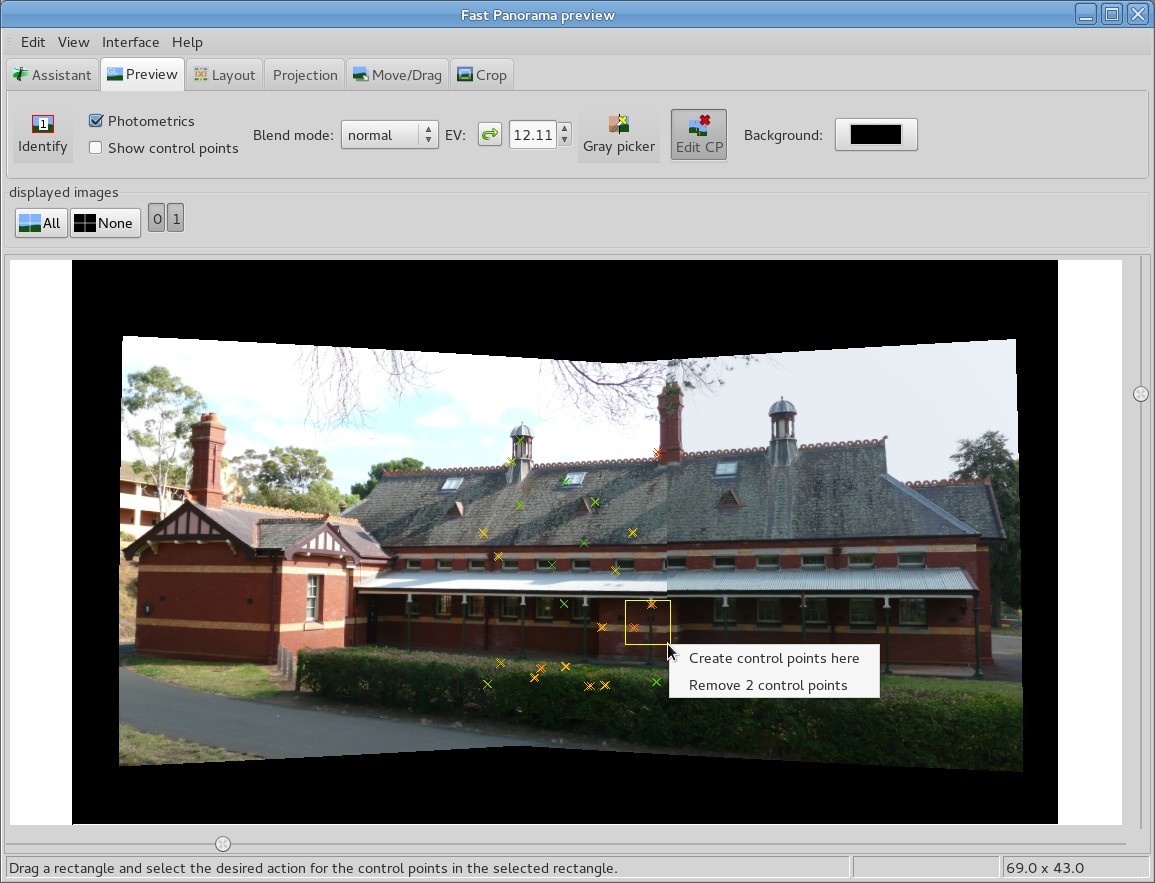 Fast Panorama preview
Edit View Interface Help
Assistant Preview Layout Projection Move/Drag Crop
1
Identify
Photometrics
Show control points
Blend mode: normal EV: 12.11
Gray picker
Edit CP
Background:
displayed images
All None 0 1
Create control points here
Remove 2 control points
Drag a rectangle and select the desired action for the control points in the selected rectangle.
69.0 x 43.0